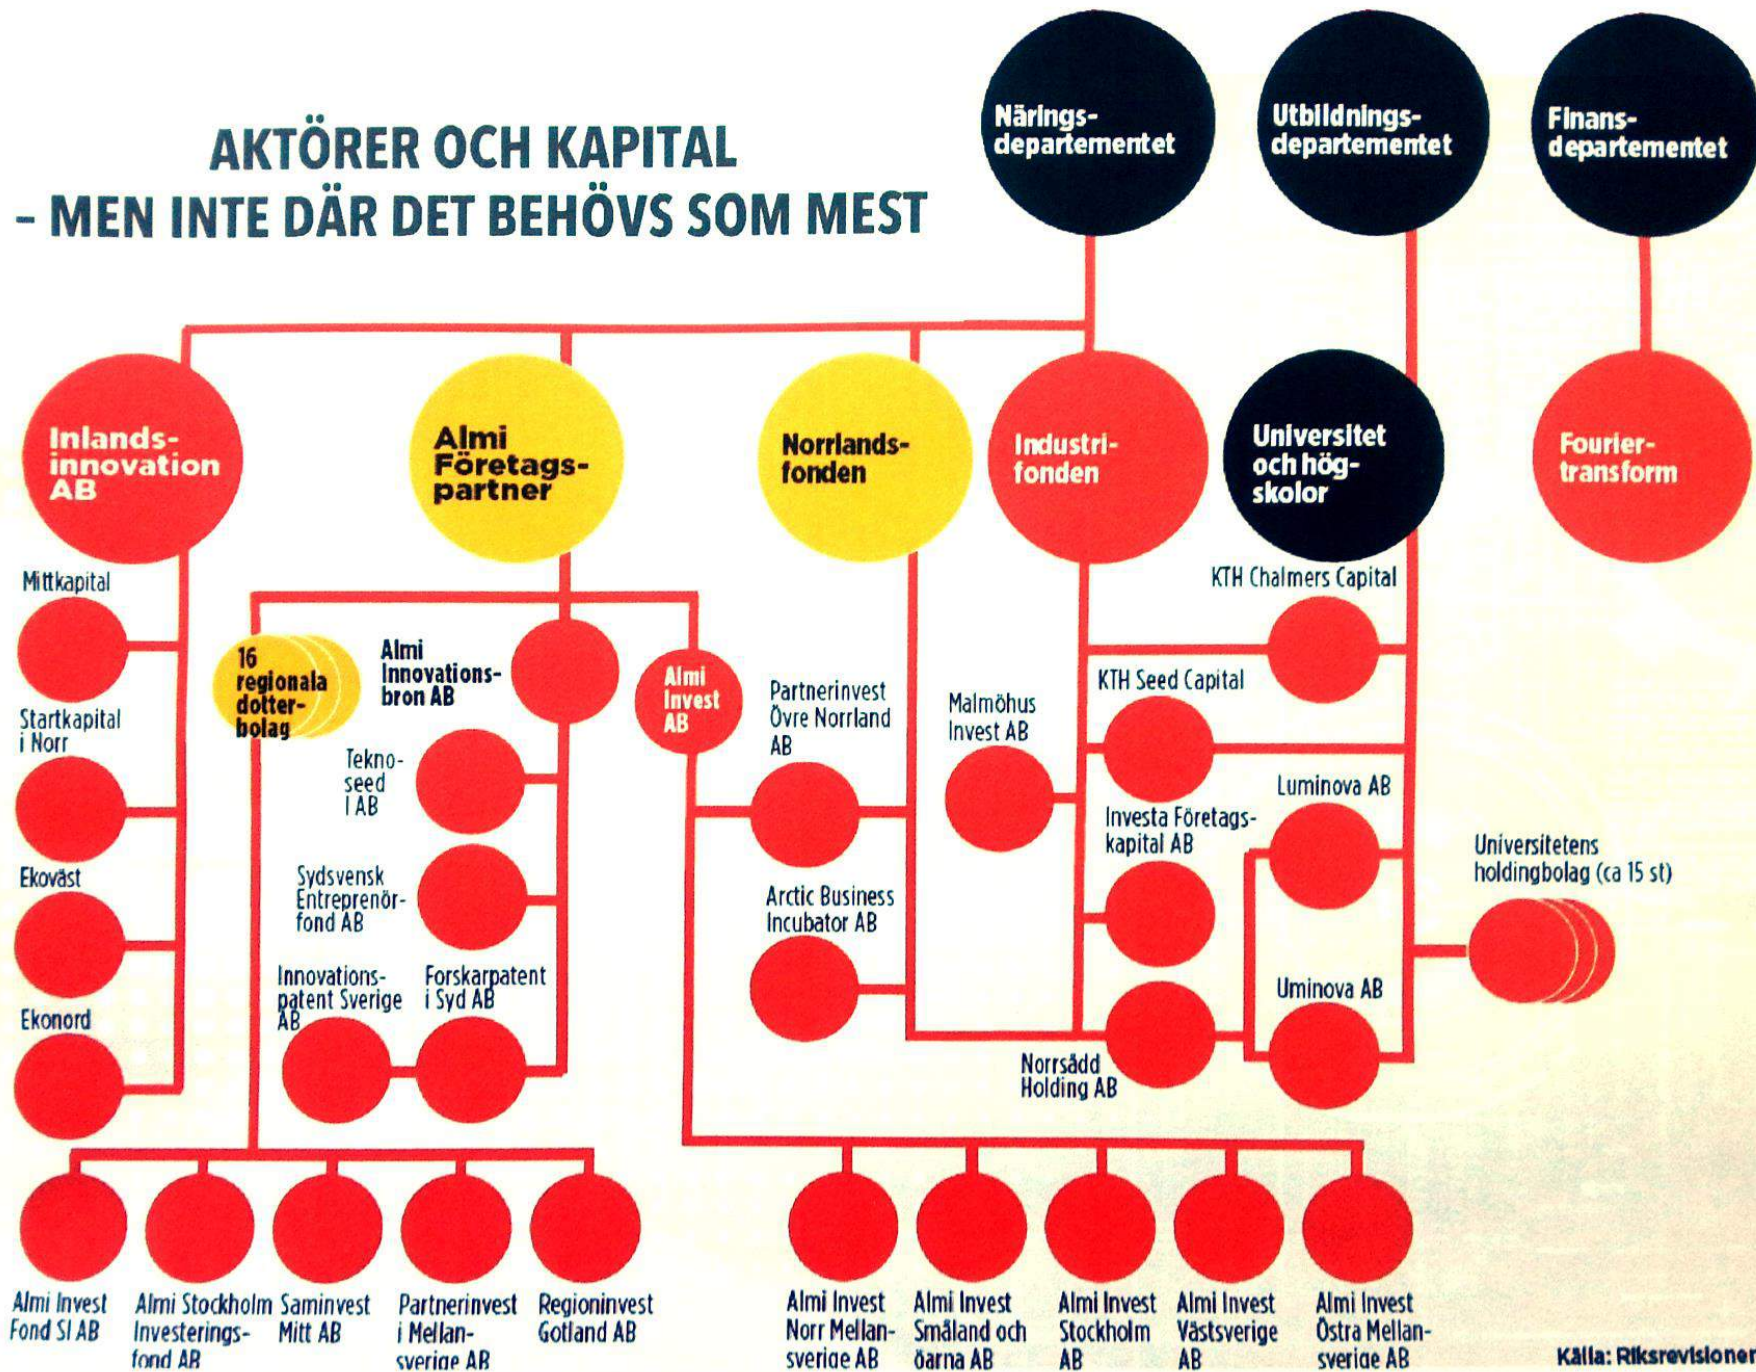 AKTÖRER OCH KAPITAL
– MEN INTE DÄR DET BEHÖVS SOM MEST
Närings-
departementet
Utbildnings-
departementet
Finans-
departementet
Inlands-
innovation
AB
Almi
Företags-
partner
Norrlands-
fonden
Industri-
fonden
Universitet
och hög-
skolor
Fourier-
transform
Mittkapital
Startkapital
i Norr
Ekoväst
Ekonord
16
regionala
dotter-
bolag
Almi
Innovations-
bron AB
Almi
Invest
AB
Tekno-
seed
I AB
Sydsvensk
Entreprenör-
fond AB
Innovations-
patent Sverige
AB
Forskarpatent
i Syd AB
Partnerinvest
Övre Norrland
AB
Arctic Business
Incubator AB
Malmöhus
Invest AB
KTH Chalmers Capital
KTH Seed Capital
Investa Företags-
kapital AB
Norrsådd
Holding AB
Luminova AB
Uminova AB
Universitetens
holdingbolag (ca 15 st)
Almi Invest
Fond SI AB
Almi Stockholm
Investerings-
fond AB
Saminvest
Mitt AB
Partnerinvest
i Mellan-
sverige AB
Regioninvest
Gotland AB
Almi Invest
Norr Mellan-
sverige AB
Almi Invest
Småland och
öarna AB
Almi Invest
Stockholm
AB
Almi Invest
Västsverige
AB
Almi Invest
Östra Mellan-
sverige AB
Källa: Riksrevisionen